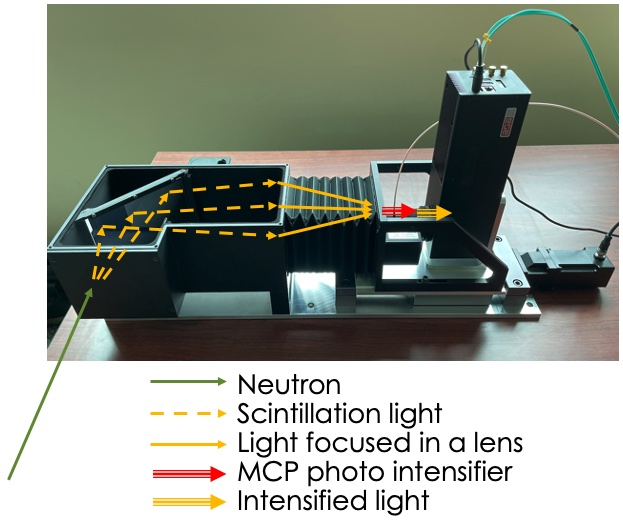 Neutron
Scintillation light
Light focused in a lens
MCP photo intensifier
Intensified light